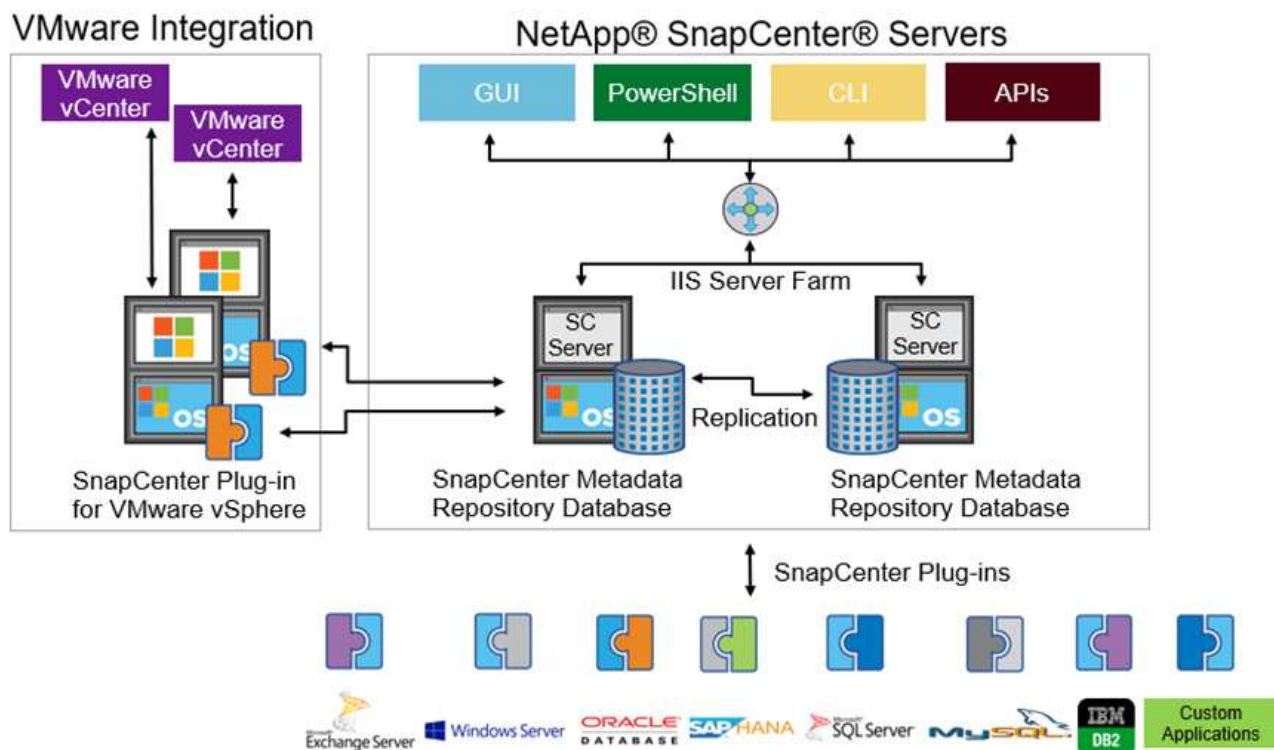 VMware Integration
NetApp® SnapCenter® Servers
VMware
vCenter
VMware
vCenter
GUI
PowerShell
CLI
APIs
IIS Server Farm
SC
Server
SC
Server
OS
OS
OS
OS
Replication
SnapCenter Plug-in
for VMware vSphere
SnapCenter Metadata
Repository Database
SnapCenter Metadata
Repository Database
SnapCenter Plug-ins
Microsoft
Exchange Server
Windows Server
ORACLE
DATABASE
SAP HANA
Microsoft
SQL Server
MySQL
IBM
DB2
Custom
Applications